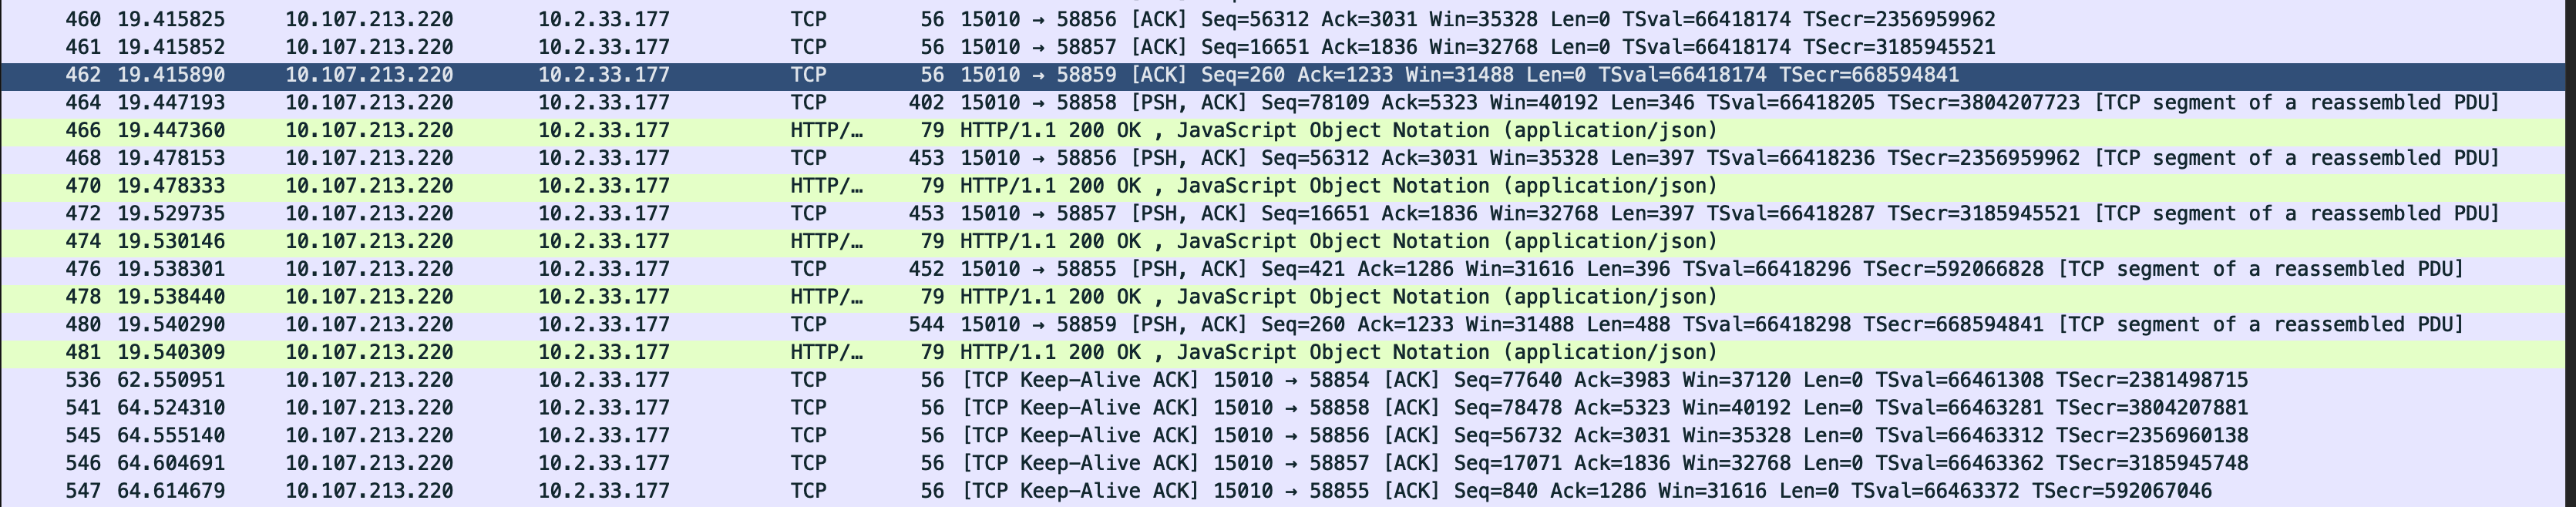 460 19.415825 10.107.213.220 10.2.33.177 TCP 56 15010 → 58856 [ACK] Seq=56312 Ack=3031 Win=35328 Len=0 TSval=66418174 TSecr=2356959962
461 19.415852 10.107.213.220 10.2.33.177 TCP 56 15010 → 58857 [ACK] Seq=16651 Ack=1836 Win=32768 Len=0 TSval=66418174 TSecr=3185945521
462 19.415890 10.107.213.220 10.2.33.177 TCP 56 15010 → 58859 [ACK] Seq=260 Ack=1233 Win=31488 Len=0 TSval=66418174 TSecr=668594841
464 19.447193 10.107.213.220 10.2.33.177 TCP 402 15010 → 58858 [PSH, ACK] Seq=78109 Ack=5323 Win=40192 Len=346 TSval=66418205 TSecr=3804207723 [TCP segment of a reassembled PDU]
466 19.447360 10.107.213.220 10.2.33.177 HTTP/… 79 HTTP/1.1 200 OK , JavaScript Object Notation (application/json)
468 19.478153 10.107.213.220 10.2.33.177 TCP 453 15010 → 58856 [PSH, ACK] Seq=56312 Ack=3031 Win=35328 Len=397 TSval=66418236 TSecr=2356959962 [TCP segment of a reassembled PDU]
470 19.478333 10.107.213.220 10.2.33.177 HTTP/… 79 HTTP/1.1 200 OK , JavaScript Object Notation (application/json)
472 19.529735 10.107.213.220 10.2.33.177 TCP 453 15010 → 58857 [PSH, ACK] Seq=16651 Ack=1836 Win=32768 Len=397 TSval=66418287 TSecr=3185945521 [TCP segment of a reassembled PDU]
474 19.530146 10.107.213.220 10.2.33.177 HTTP/… 79 HTTP/1.1 200 OK , JavaScript Object Notation (application/json)
476 19.538301 10.107.213.220 10.2.33.177 TCP 452 15010 → 58855 [PSH, ACK] Seq=421 Ack=1286 Win=31616 Len=396 TSval=66418296 TSecr=592066828 [TCP segment of a reassembled PDU]
478 19.538440 10.107.213.220 10.2.33.177 HTTP/… 79 HTTP/1.1 200 OK , JavaScript Object Notation (application/json)
480 19.540290 10.107.213.220 10.2.33.177 TCP 544 15010 → 58859 [PSH, ACK] Seq=260 Ack=1233 Win=31488 Len=488 TSval=66418298 TSecr=668594841 [TCP segment of a reassembled PDU]
481 19.540309 10.107.213.220 10.2.33.177 HTTP/… 79 HTTP/1.1 200 OK , JavaScript Object Notation (application/json)
536 62.550951 10.107.213.220 10.2.33.177 TCP 56 [TCP Keep-Alive ACK] 15010 → 58854 [ACK] Seq=77640 Ack=3983 Win=37120 Len=0 TSval=66461308 TSecr=2381498715
541 64.524310 10.107.213.220 10.2.33.177 TCP 56 [TCP Keep-Alive ACK] 15010 → 58858 [ACK] Seq=78478 Ack=5323 Win=40192 Len=0 TSval=66463281 TSecr=3804207881
545 64.555140 10.107.213.220 10.2.33.177 TCP 56 [TCP Keep-Alive ACK] 15010 → 58856 [ACK] Seq=56732 Ack=3031 Win=35328 Len=0 TSval=66463312 TSecr=2356960138
546 64.604691 10.107.213.220 10.2.33.177 TCP 56 [TCP Keep-Alive ACK] 15010 → 58857 [ACK] Seq=17071 Ack=1836 Win=32768 Len=0 TSval=66463362 TSecr=3185945748
547 64.614679 10.107.213.220 10.2.33.177 TCP 56 [TCP Keep-Alive ACK] 15010 → 58855 [ACK] Seq=840 Ack=1286 Win=31616 Len=0 TSval=66463372 TSecr=592067046